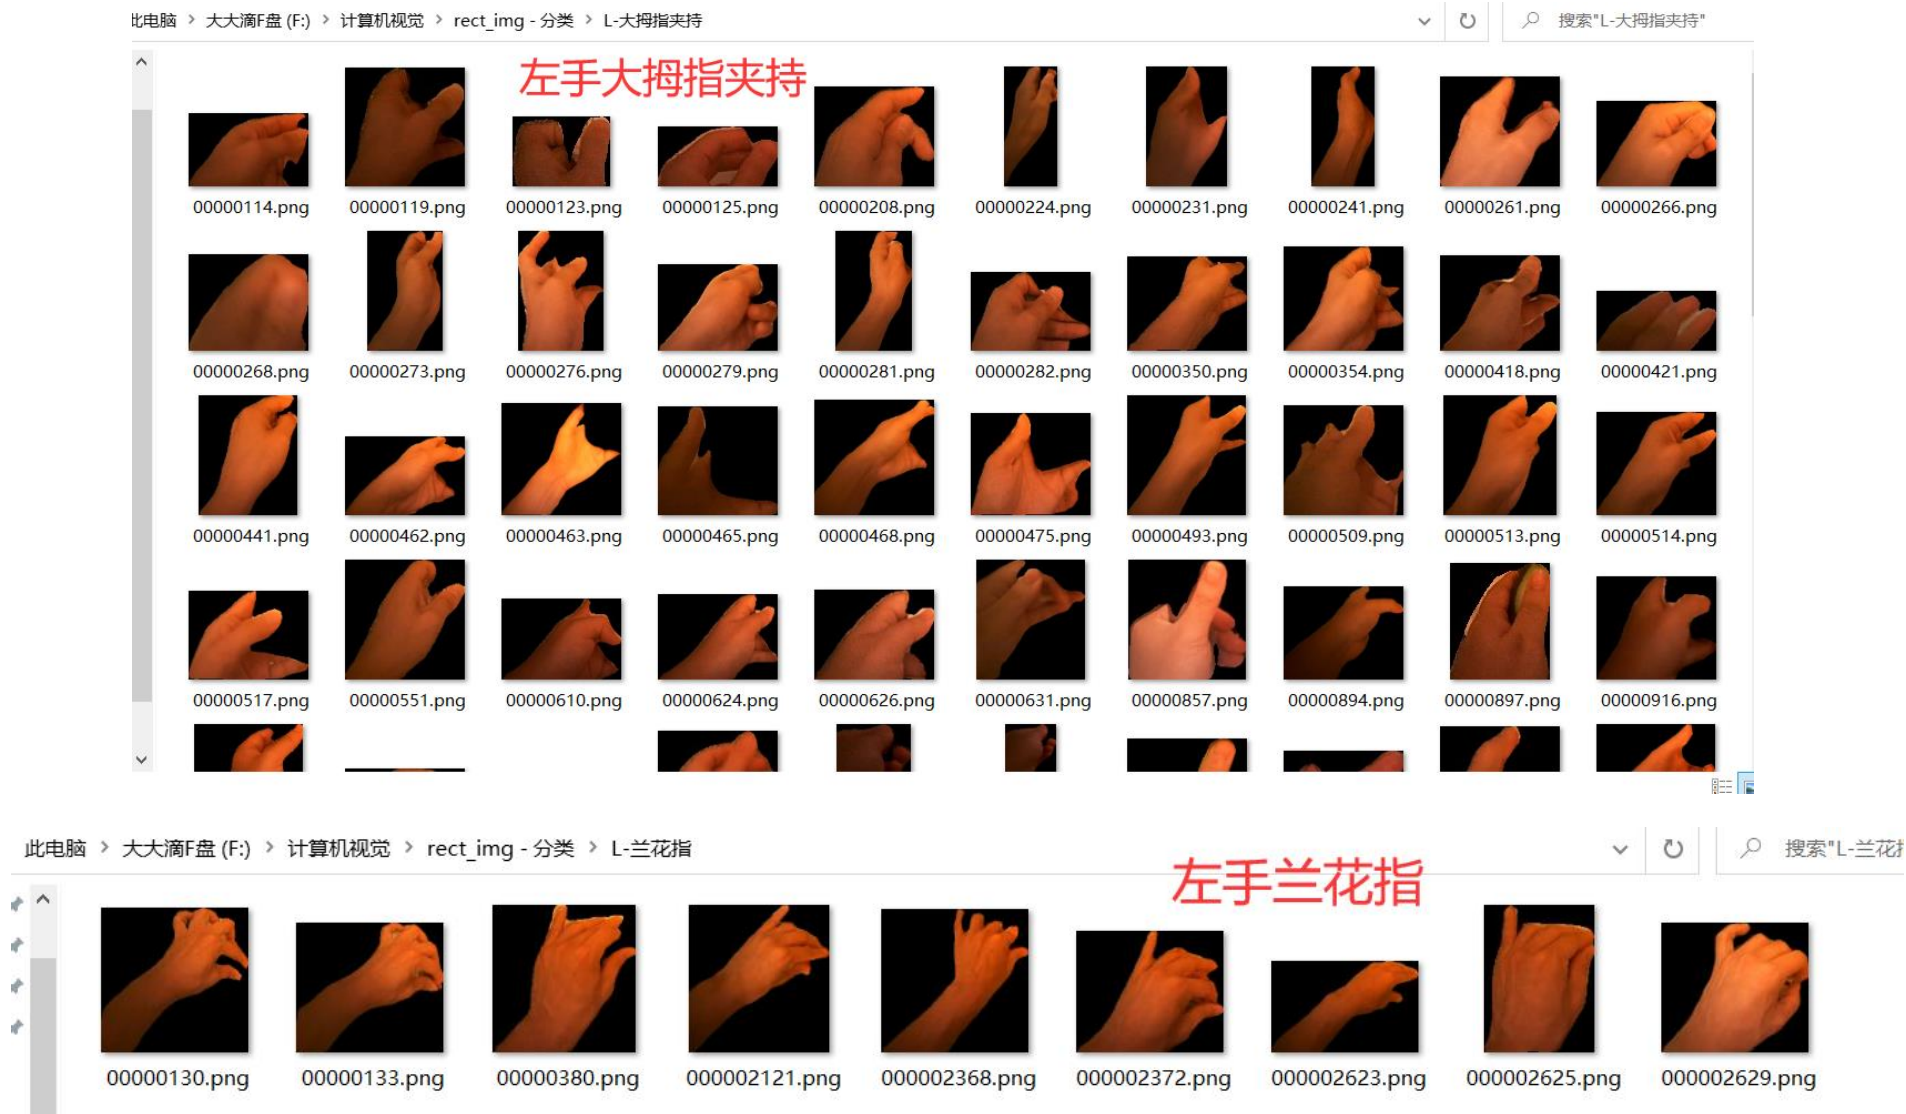 此电脑 > 大大滴F盘 (F:) > 计算机视觉 > rect_img - 分类 > L-大拇指夹持
搜索"L-大拇指夹持"
左手大拇指夹持
00000114.png 00000119.png 00000123.png 00000125.png 00000208.png 00000224.png 00000231.png 00000241.png 00000261.png 00000266.png
00000268.png 00000273.png 00000276.png 00000279.png 00000281.png 00000282.png 00000350.png 00000354.png 00000418.png 00000421.png
00000441.png 00000462.png 00000463.png 00000465.png 00000468.png 00000475.png 00000493.png 00000509.png 00000513.png 00000514.png
00000517.png 00000551.png 00000610.png 00000624.png 00000626.png 00000631.png 00000857.png 00000894.png 00000897.png 00000916.png
此电脑 > 大大滴F盘 (F:) > 计算机视觉 > rect_img - 分类 > L-兰花指
搜索"L-兰花指
左手兰花指
00000130.png 00000133.png 00000380.png 000002121.png 000002368.png 000002372.png 000002623.png 000002625.png 000002629.png